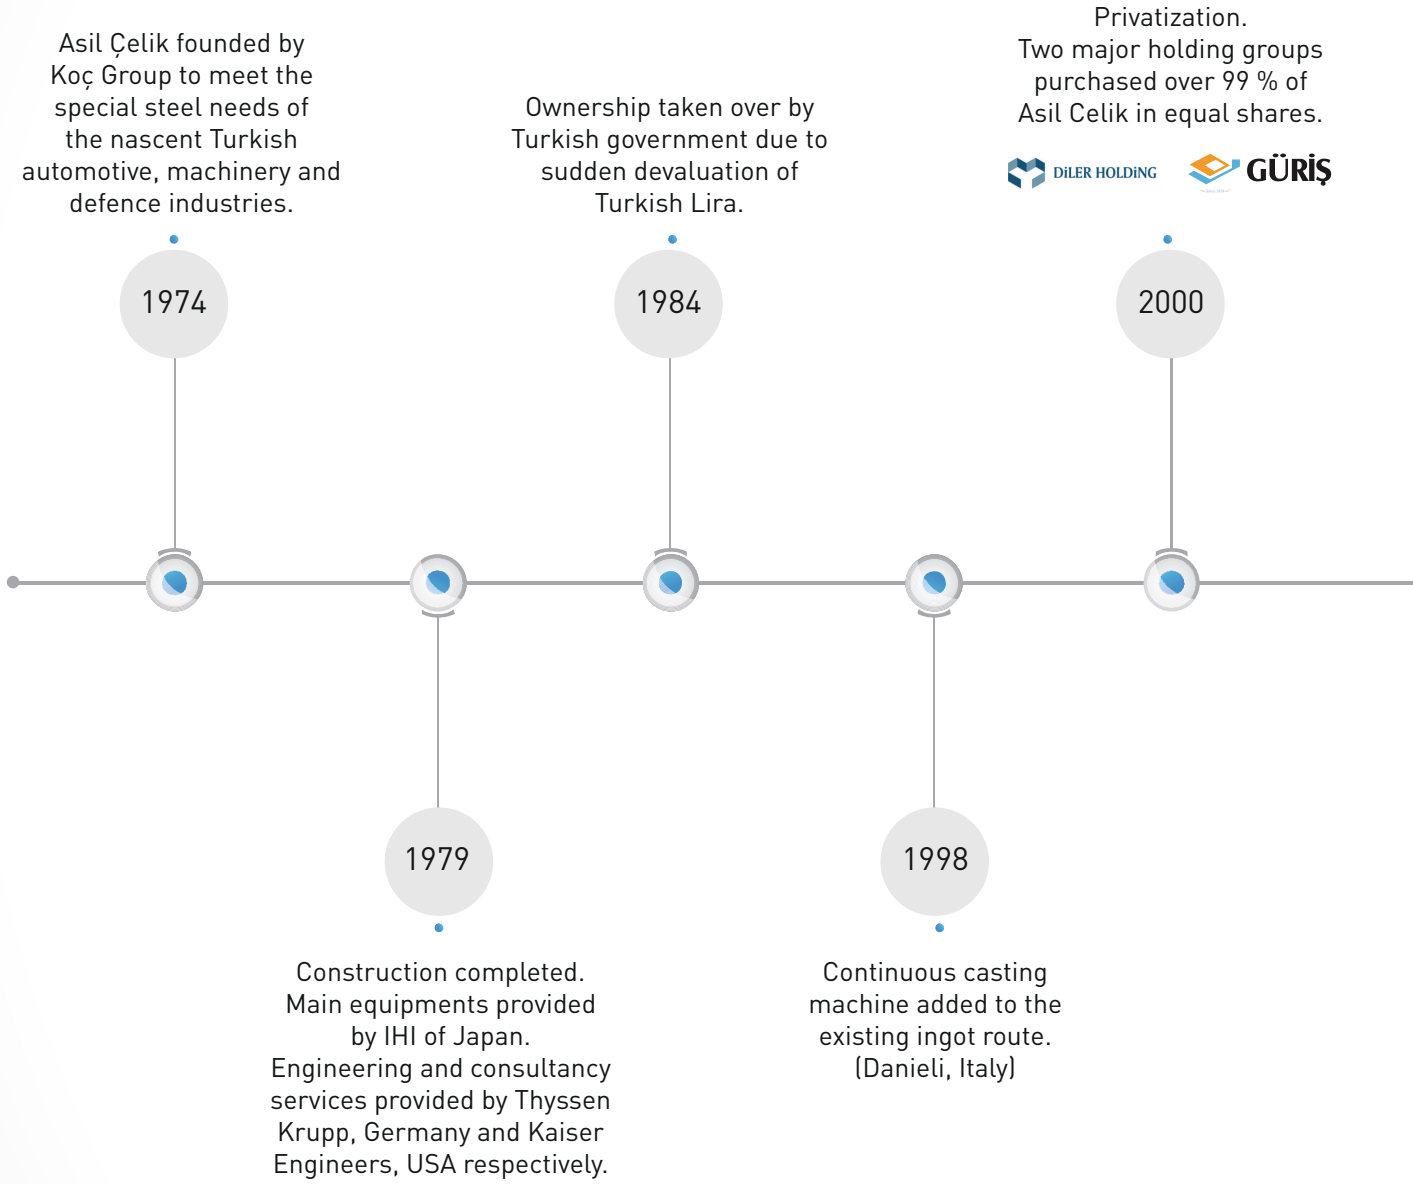 Asil Çelik founded by
Koç Group to meet the
special steel needs of
the nascent Turkish
automotive, machinery and
defence industries.
1974
Construction completed.
Main equipments provided
by IHI of Japan.
Engineering and consultancy
services provided by Thyssen
Krupp, Germany and Kaiser
Engineers, USA respectively.
1979
Ownership taken over by
Turkish government due to
sudden devaluation of
Turkish Lira.
1984
1998
Continuous casting
machine added to the
existing ingot route.
(Danieli, Italy)
Privatization.
Two major holding groups
purchased over 99 % of
Asil Celik in equal shares.
DiLER HOLDiNG
GÜRİŞ
2000